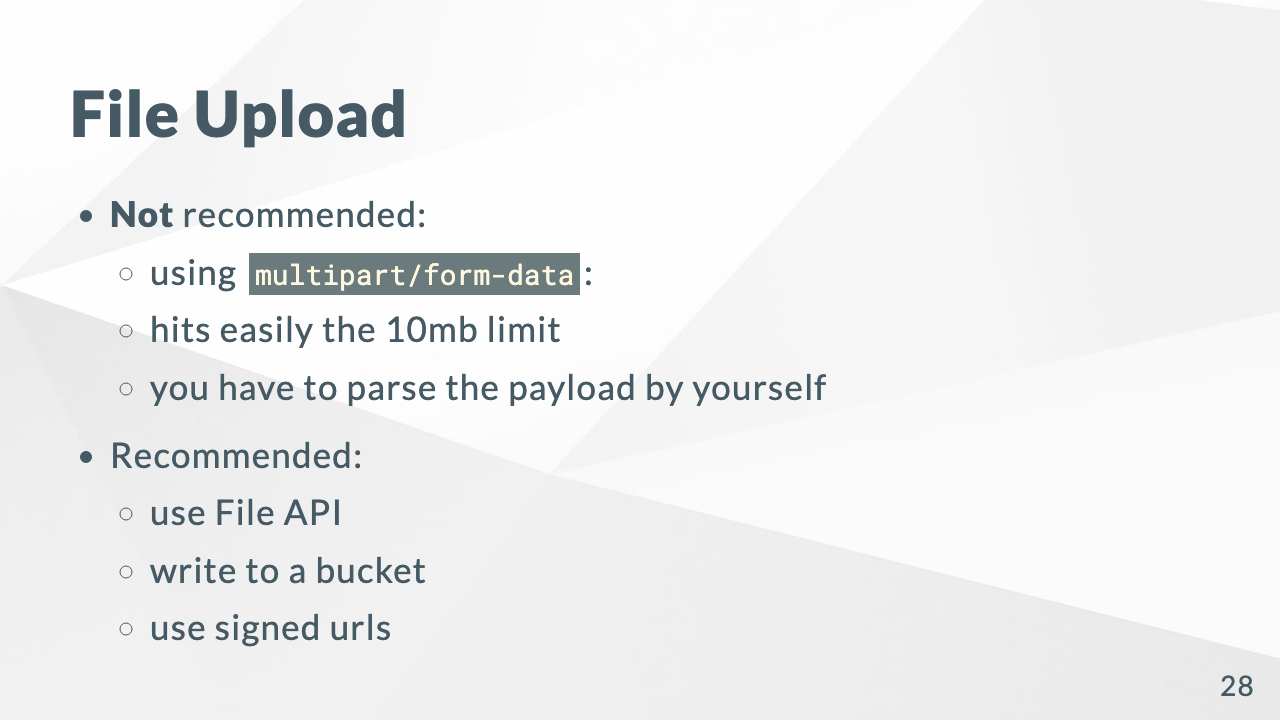 File Upload
Not recommended:
using multipart/form-data:
hits easily the 10mb limit
you have to parse the payload by yourself
Recommended:
use File API
write to a bucket
use signed urls
28